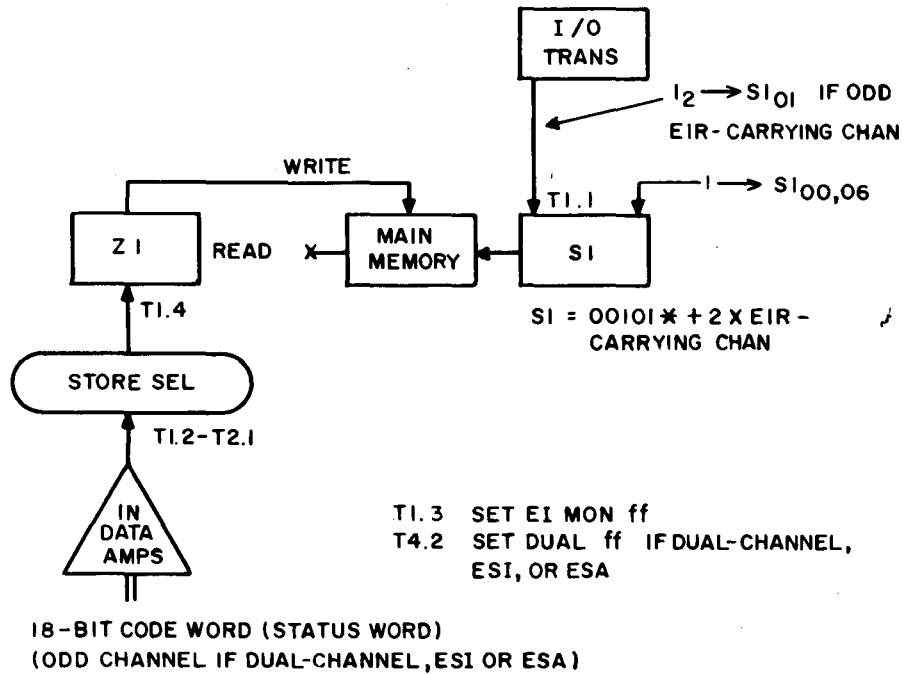 I/O
TRANS
I2 → SI01 IF ODD
EIR-CARRYING CHAN
WRITE
T1.1
1 → SI00,06
Z1
READ
X
MAIN
MEMORY
S1
T1.4
S1 = 00101* + 2 X EIR-
CARRYING CHAN
STORE SEL
T1.2-T2.1
IN
DATA
AMPS
T1.3 SET EI MON ff
T4.2 SET DUAL ff IF DUAL-CHANNEL,
ESI, OR ESA
18-BIT CODE WORD (STATUS WORD)
(ODD CHANNEL IF DUAL-CHANNEL, ESI OR ESA)